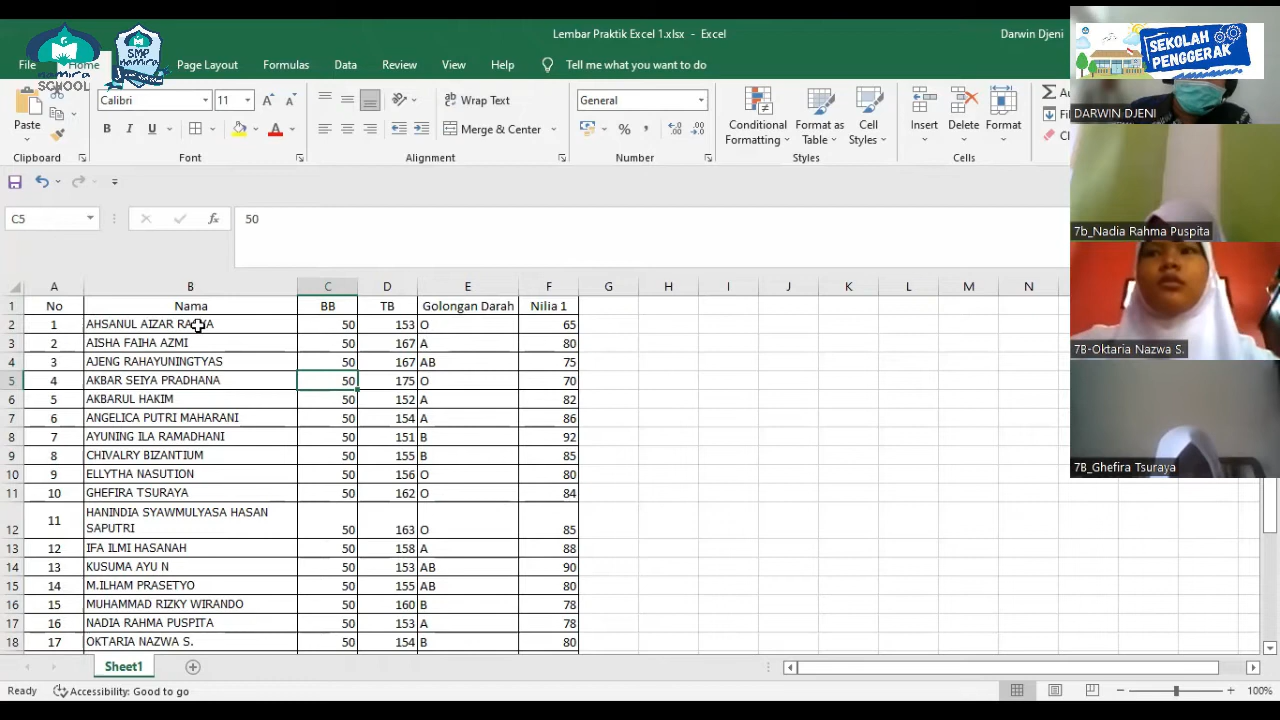 Lembar Praktik Excel 1.xlsx - Excel
Darwin Djeni
SMP
SCHOOL
SEKOLAH
PENGGERAK
File Home Page Layout Formulas Data Review View Help Tell me what you want to do
Paste
Calibri 11
Wrap Text
Merge & Center
General
Conditional Formatting
Format as Table
Cell Styles
Insert Delete Format
Clipboard Font Alignment Number Styles Cells
C5 fx 50
A B C D E F G H I J K L M N
1 No Nama BB TB Golongan Darah Nilia 1
2 1 AHSANUL AIZAR 50 153 O 65
3 2 AISHA FAIHA AZMI 50 167 A 80
4 3 AJENG RAHAYUNINGTYAS 50 167 AB 75
5 4 AKBAR SEIYA PRADHANA 50 175 O 70
6 5 AKBARUL HAKIM 50 152 A 82
7 6 ANGELICA PUTRI MAHARANI 50 154 A 86
8 7 AYUNING ILA RAMADHANI 50 151 B 92
9 8 CHIVALRY BIZANTIUM 50 155 B 85
10 9 ELLYTHA NASUTION 50 156 O 80
11 10 GHEFIRA TSURAYA 50 162 O 84
12 11 HANINDIA SYAWMULYASA HASAN SAPUTRI 50 163 O 85
13 12 IFA ILMI HASANAH 50 158 A 88
14 13 KUSUMA AYU N 50 153 AB 90
15 14 M.ILHAM PRASETYO 50 155 AB 80
16 15 MUHAMMAD RIZKY WIRANDO 50 160 B 78
17 16 NADIA RAHMA PUSPITA 50 153 A 78
18 17 OKTARIA NAZWA S. 50 154 B 80
Sheet1
Ready Accessibility: Good to go 100%
DARWIN DJENI
7b_Nadia Rahma Puspita
7B-Oktaria Nazwa S.
7B_Ghefira Tsuraya